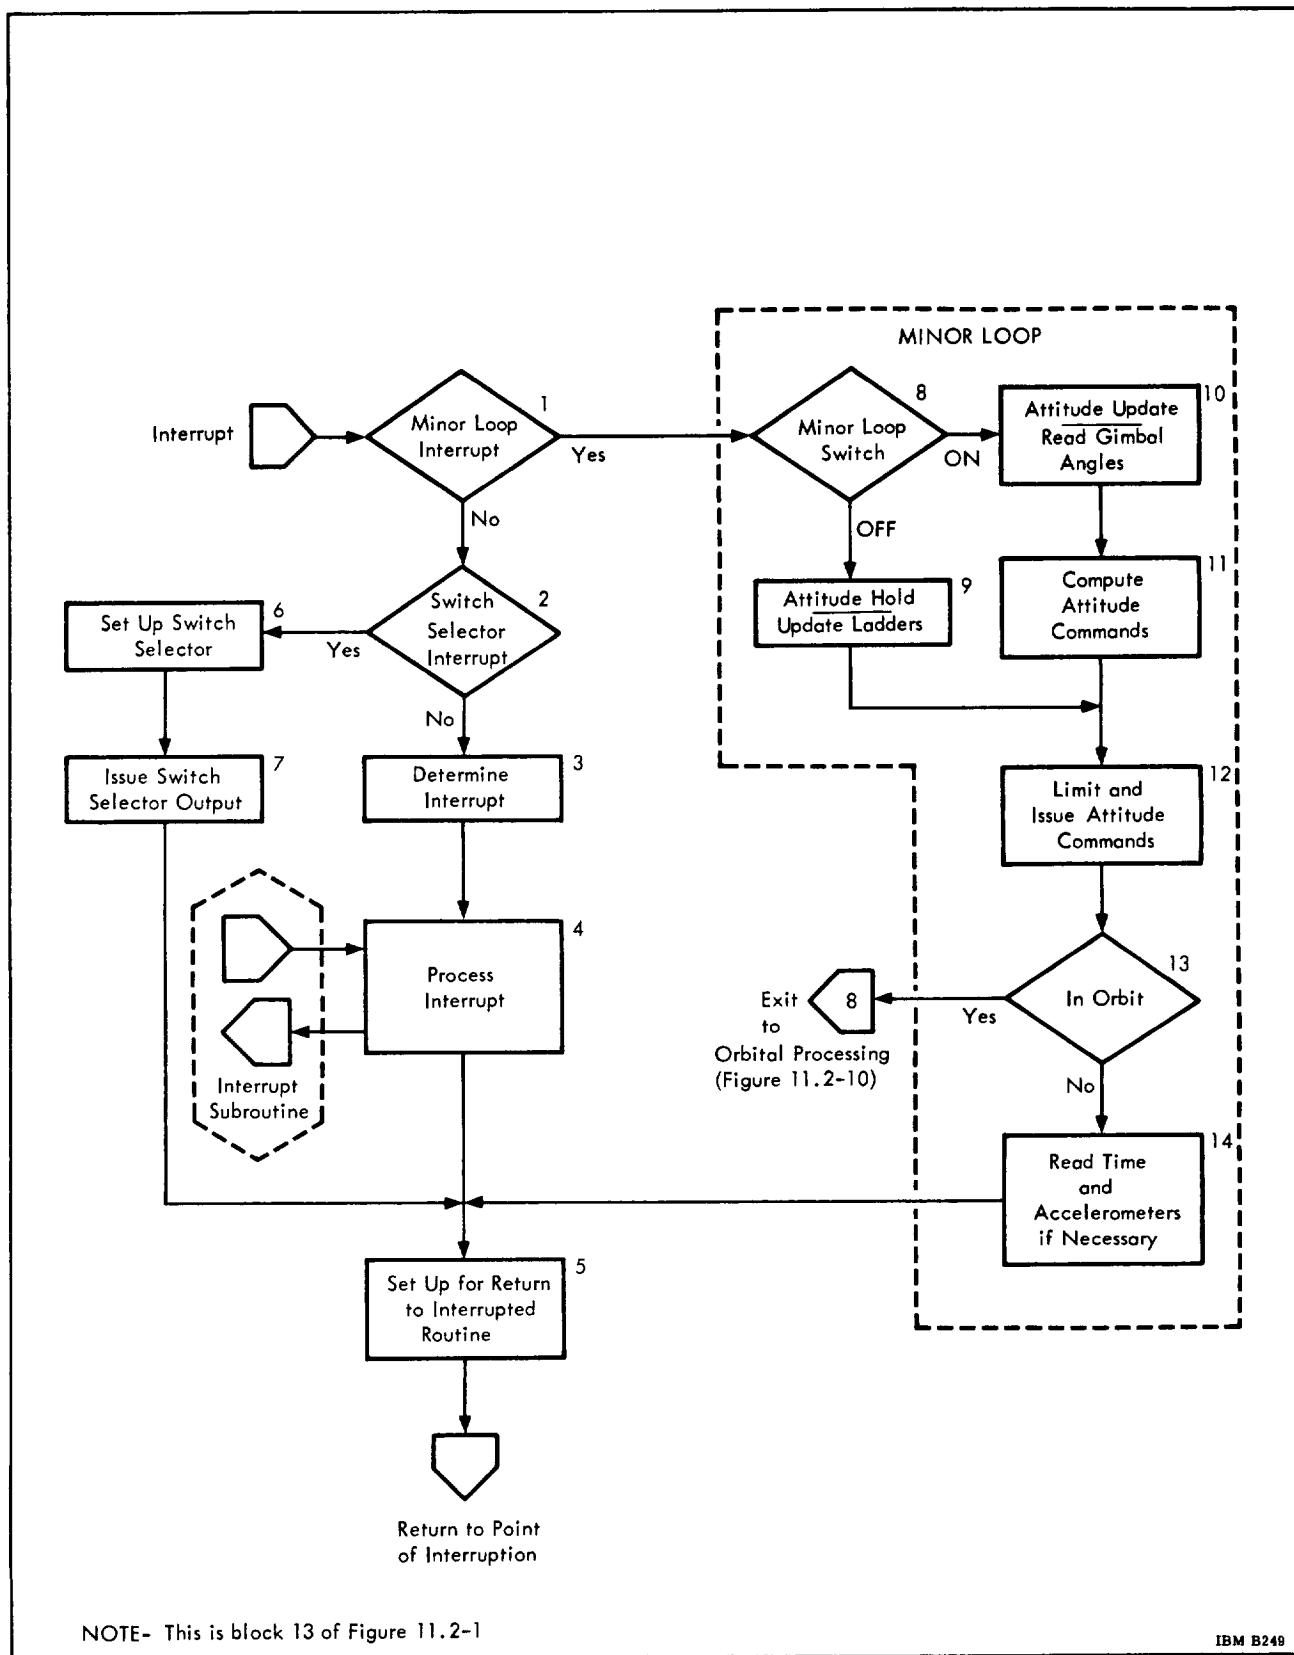 MINOR LOOP
Interrupt
1
Minor Loop
Interrupt
Yes
No
8
Minor Loop
Switch
ON
OFF
10
Attitude Update
Read Gimbal
Angles
9
Attitude Hold
Update Ladders
11
Compute
Attitude
Commands
2
Switch
Selector
Interrupt
Yes
No
6
Set Up Switch
Selector
7
Issue Switch
Selector Output
3
Determine
Interrupt
12
Limit and
Issue Attitude
Commands
4
Process
Interrupt
Interrupt
Subroutine
13
In Orbit
Yes
No
8
Exit
to
Orbital Processing
(Figure 11.2-10)
14
Read Time
and
Accelerometers
if Necessary
5
Set Up for Return
to Interrupted
Routine
Return to Point
of Interruption
NOTE- This is block 13 of Figure 11.2-1
IBM B249